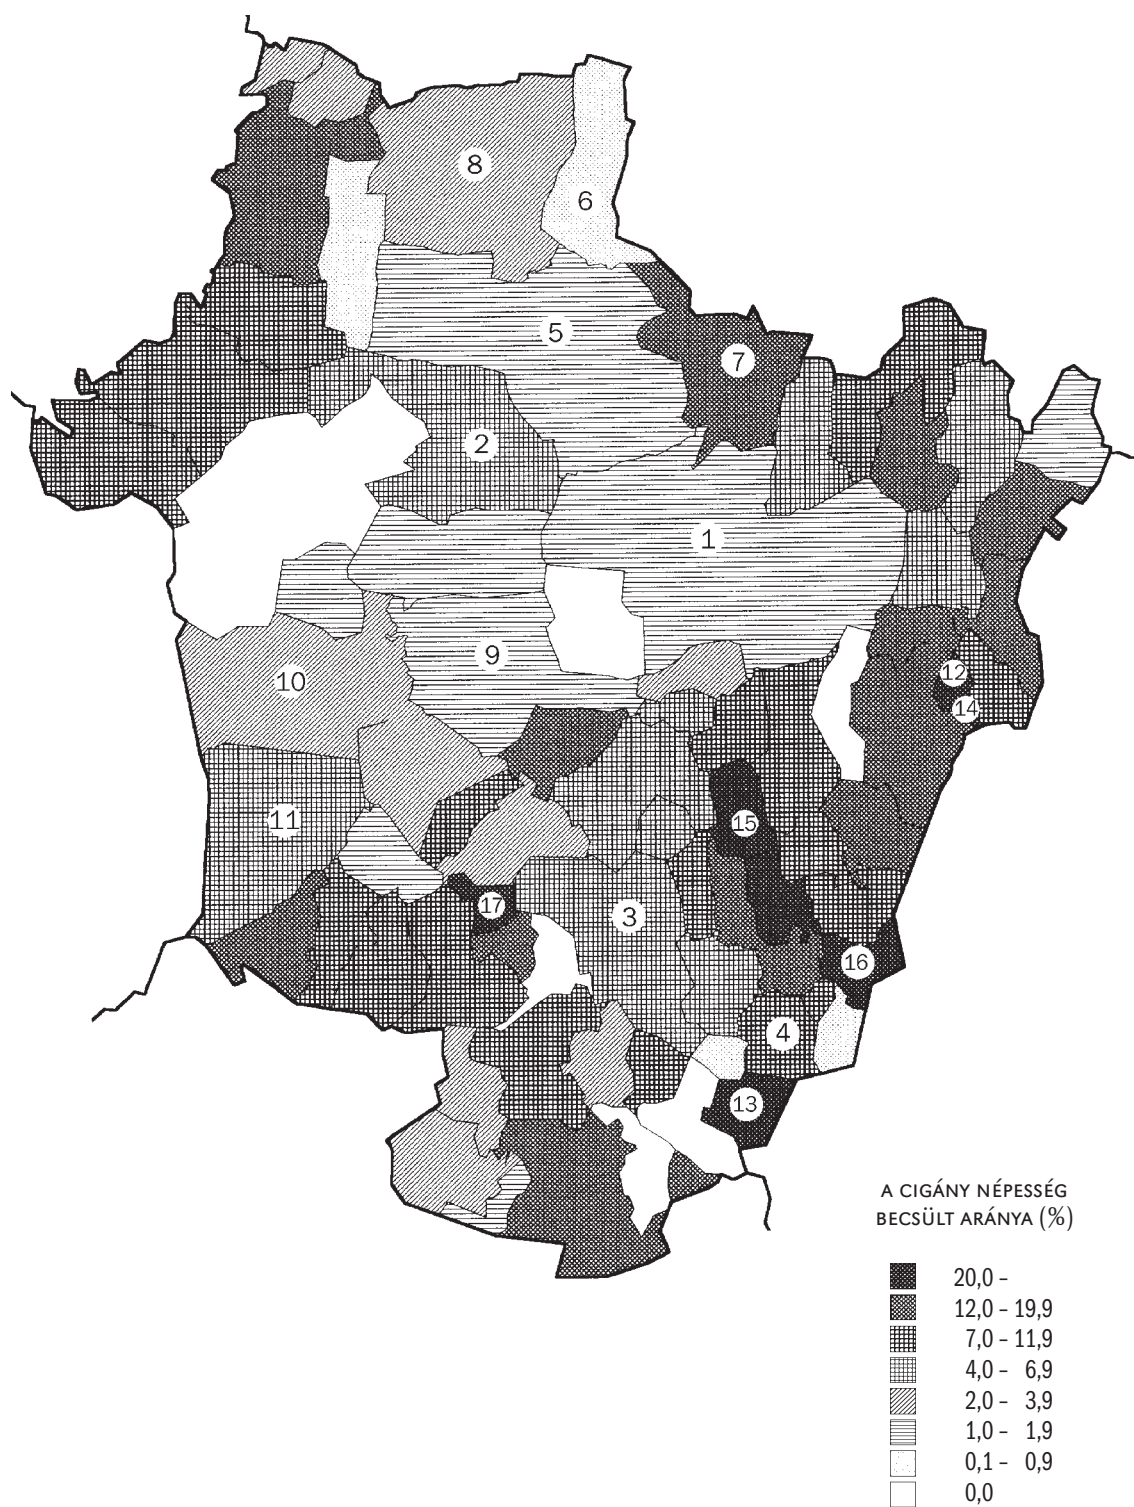 8
6
5
7
2
1
9
10
12
14
11
15
17
3
16
4
13
A CIGÁNY NÉPESSÉG
BECSÜLT ARÁNYA (%)
20,0 –
12,0 – 19,9
7,0 – 11,9
4,0 – 6,9
2,0 – 3,9
1,0 – 1,9
0,1 – 0,9
0,0